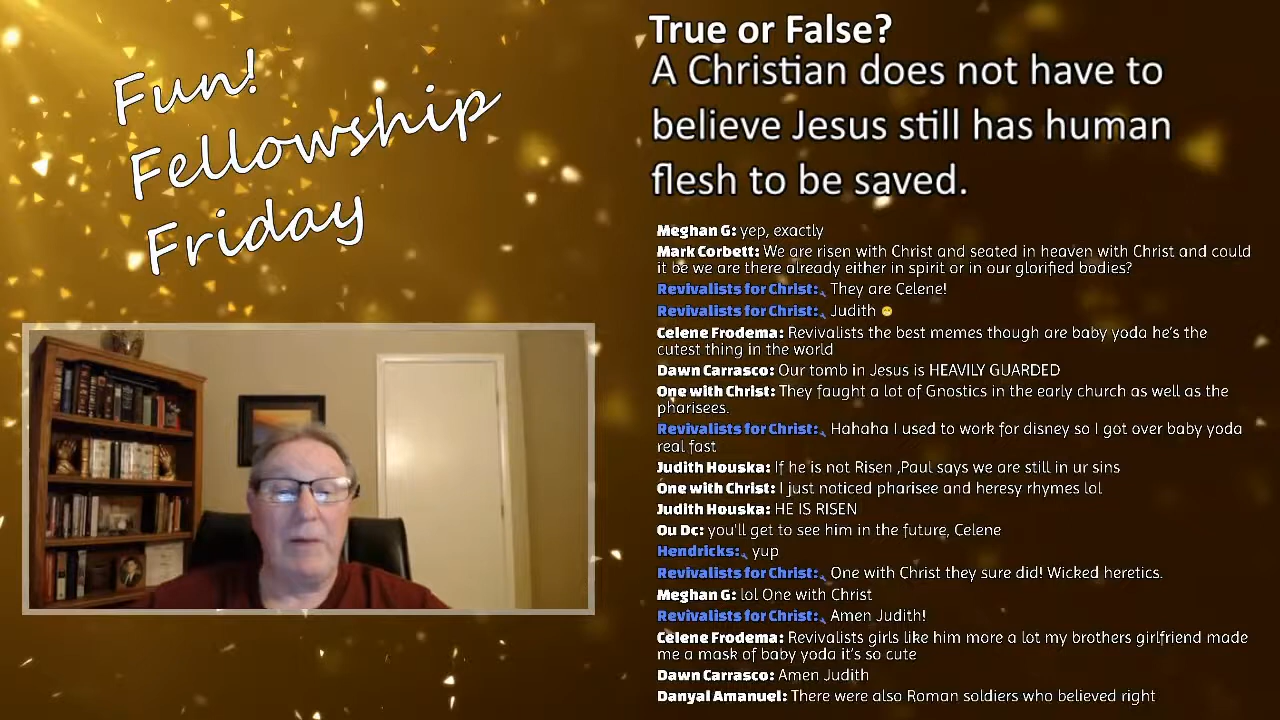 Fun!
Fellowship
Friday
True or False?
A Christian does not have to
believe Jesus still has human
flesh to be saved.
Meghan G: yep, exactly
Mark Corbett: We are risen with Christ and seated in heaven with Christ and could
it be we are there already either in spirit or in our glorified bodies?
Revivalists for Christ: They are Celene!
Revivalists for Christ: Judith 😁
Celene Frodema: Revivalists the best memes though are baby yoda he's the
cutest thing in the world
Dawn Carrasco: Our tomb in Jesus is HEAVILY GUARDED
One with Christ: They faught a lot of Gnostics in the early church as well as the
pharisees.
Revivalists for Christ: Hahaha I used to work for disney so I got over baby yoda
real fast
Judith Houska: If he is not Risen ,Paul says we are still in ur sins
One with Christ: I just noticed pharisee and heresy rhymes lol
Judith Houska: HE IS RISEN
Ou Dc: you'll get to see him in the future, Celene
Hendricks: yup
Revivalists for Christ: One with Christ they sure did! Wicked heretics.
Meghan G: lol One with Christ
Revivalists for Christ: Amen Judith!
Celene Frodema: Revivalists girls like him more a lot my brothers girlfriend made
me a mask of baby yoda it's so cute
Dawn Carrasco: Amen Judith
Danyal Amanuel: There were also Roman soldiers who believed right